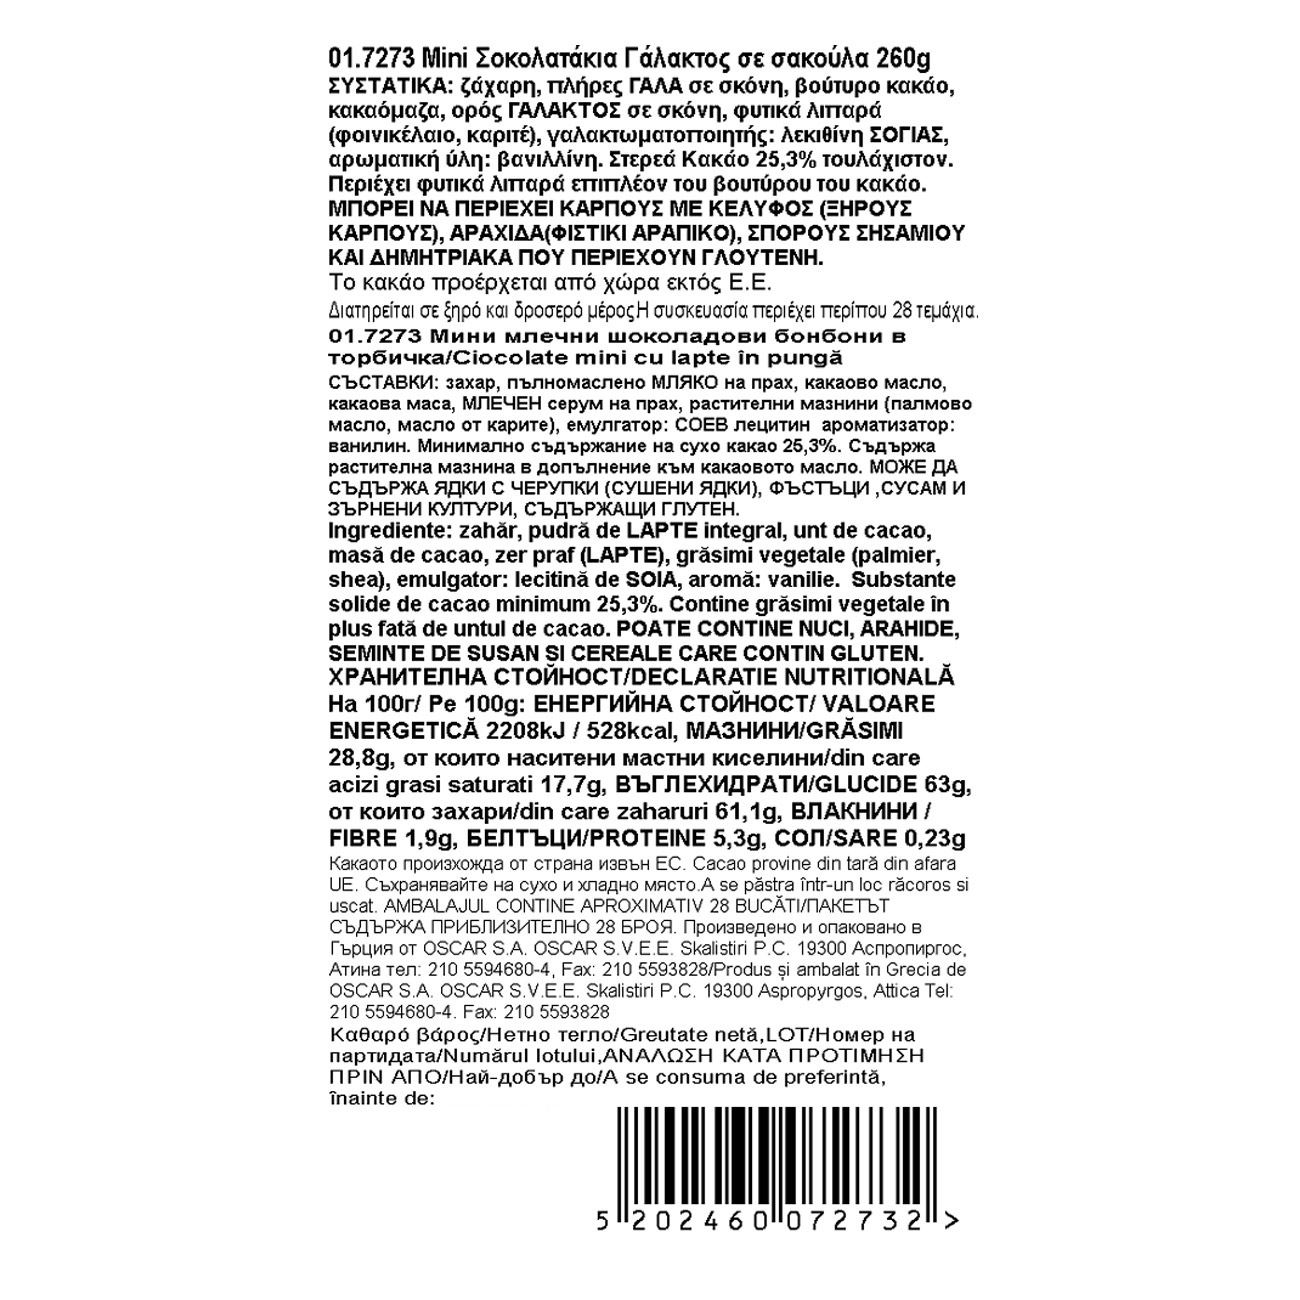 01.7273 Mini Σοκολατάκια Γάλακτος σε σακούλα 260g
ΣΥΣΤΑΤΙΚΑ: ζάχαρη, πλήρες ΓΑΛΑ σε σκόνη, βούτυρο κακάο,
κακαόμαζα, ορός ΓΑΛΑΚΤΟΣ σε σκόνη, φυτικά λιπαρά
(φοινικέλαιο, καριτέ), γαλακτωματοποιητής: λεκιθίνη ΣΟΓΙΑΣ,
αρωματική ύλη: βανιλλίνη. Στερεά Κακάο 25,3% τουλάχιστον.
Περιέχει φυτικά λιπαρά επιπλέον του βουτύρου του κακάο.
ΜΠΟΡΕΙ ΝΑ ΠΕΡΙΕΧΕΙ ΚΑΡΠΟΥΣ ΜΕ ΚΕΛΥΦΟΣ (ΞΗΡΟΥΣ
ΚΑΡΠΟΥΣ), ΑΡΑΧΙΔΑ(ΦΙΣΤΙΚΙ ΑΡΑΠΙΚΟ), ΣΠΟΡΟΥΣ ΣΗΣΑΜΙΟΥ
ΚΑΙ ΔΗΜΗΤΡΙΑΚΑ ΠΟΥ ΠΕΡΙΕΧΟΥΝ ΓΛΟΥΤΕΝΗ.
Το κακάο προέρχεται από χώρα εκτός Ε.Ε.
Διατηρείται σε ξηρό και δροσερό μέροςΗ συσκευασία περιέχει περίπου 28 τεμάχια.
01.7273 Мини млечни шоколадови бонбони в
торбичка/Ciocolate mini cu lapte în pungă
СЪСТАВКИ: захар, пълномаслено МЛЯКО на прах, какаово масло,
какаова маса, МЛЕЧЕН серум на прах, растителни мазнини (палмово
масло, масло от карите), емулгатор: СОЕВ лецитин  ароматизатор:
ванилин. Минимално съдържание на сухо какао 25,3%. Съдържа
растителна мазнина в допълнение към какаовото масло. МОЖЕ ДА
СЪДЪРЖА ЯДКИ С ЧЕРУПКИ (СУШЕНИ ЯДКИ), ФЪСТЪЦИ ,СУСАМ И
ЗЪРНЕНИ КУЛТУРИ, СЪДЪРЖАЩИ ГЛУТЕН.
Ingrediente: zahăr, pudră de LAPTE integral, unt de cacao,
masă de cacao, zer praf (LAPTE), grăsimi vegetale (palmier,
shea), emulgator: lecitină de SOIA, aromă: vanilie.  Substante
solide de cacao minimum 25,3%. Contine grăsimi vegetale în
plus fată de untul de cacao. POATE CONTINE NUCI, ARAHIDE,
SEMINTE DE SUSAN SI CEREALE CARE CONTIN GLUTEN.
ХРАНИТЕЛНА СТОЙНОСТ/DECLARATIE NUTRITIONALĂ
На 100г/ Pe 100g: ЕНЕРГИЙНА СТОЙНОСТ/ VALOARE
ENERGETICĂ 2208kJ / 528kcal, МАЗНИНИ/GRĂSIMI
28,8g, от които наситени мастни киселини/din care
acizi grasi saturati 17,7g, ВЪГЛЕХИДРАТИ/GLUCIDE 63g,
от които захари/din care zaharuri 61,1g, ВЛАКНИНИ /
FIBRE 1,9g, БЕЛТЪЦИ/PROTEINE 5,3g, СОЛ/SARE 0,23g
Какаото произхожда от страна извън ЕС. Cacao provine din tară din afara
UE. Съхранявайте на сухо и хладно място.A se păstra într-un loc răcoros si
uscat. AMBALAJUL CONTINE APROXIMATIV 28 BUCĂTI/ПАКЕТЪТ
СЪДЪРЖА ПРИБЛИЗИТЕЛНО 28 БРОЯ. Произведено и опаковано в
Гърция от OSCAR S.A. OSCAR S.V.E.E. Skalistiri P.C. 19300 Аспропиргос,
Атина тел: 210 5594680-4, Fax: 210 5593828/Produs și ambalat în Grecia de
OSCAR S.A. OSCAR S.V.E.E. Skalistiri P.C. 19300 Aspropyrgos, Attica Tel:
210 5594680-4. Fax: 210 5593828
Καθαρό βάρος/Нетно тегло/Greutate netă,LOT/Номер на
партидата/Numărul lotului,ΑΝΑΛΩΣΗ ΚΑΤΑ ΠΡΟΤΙΜΗΣΗ
ΠΡΙΝ ΑΠΟ/Най-добър до/A se consuma de preferintă,
înainte de:
5 202460 072732 >